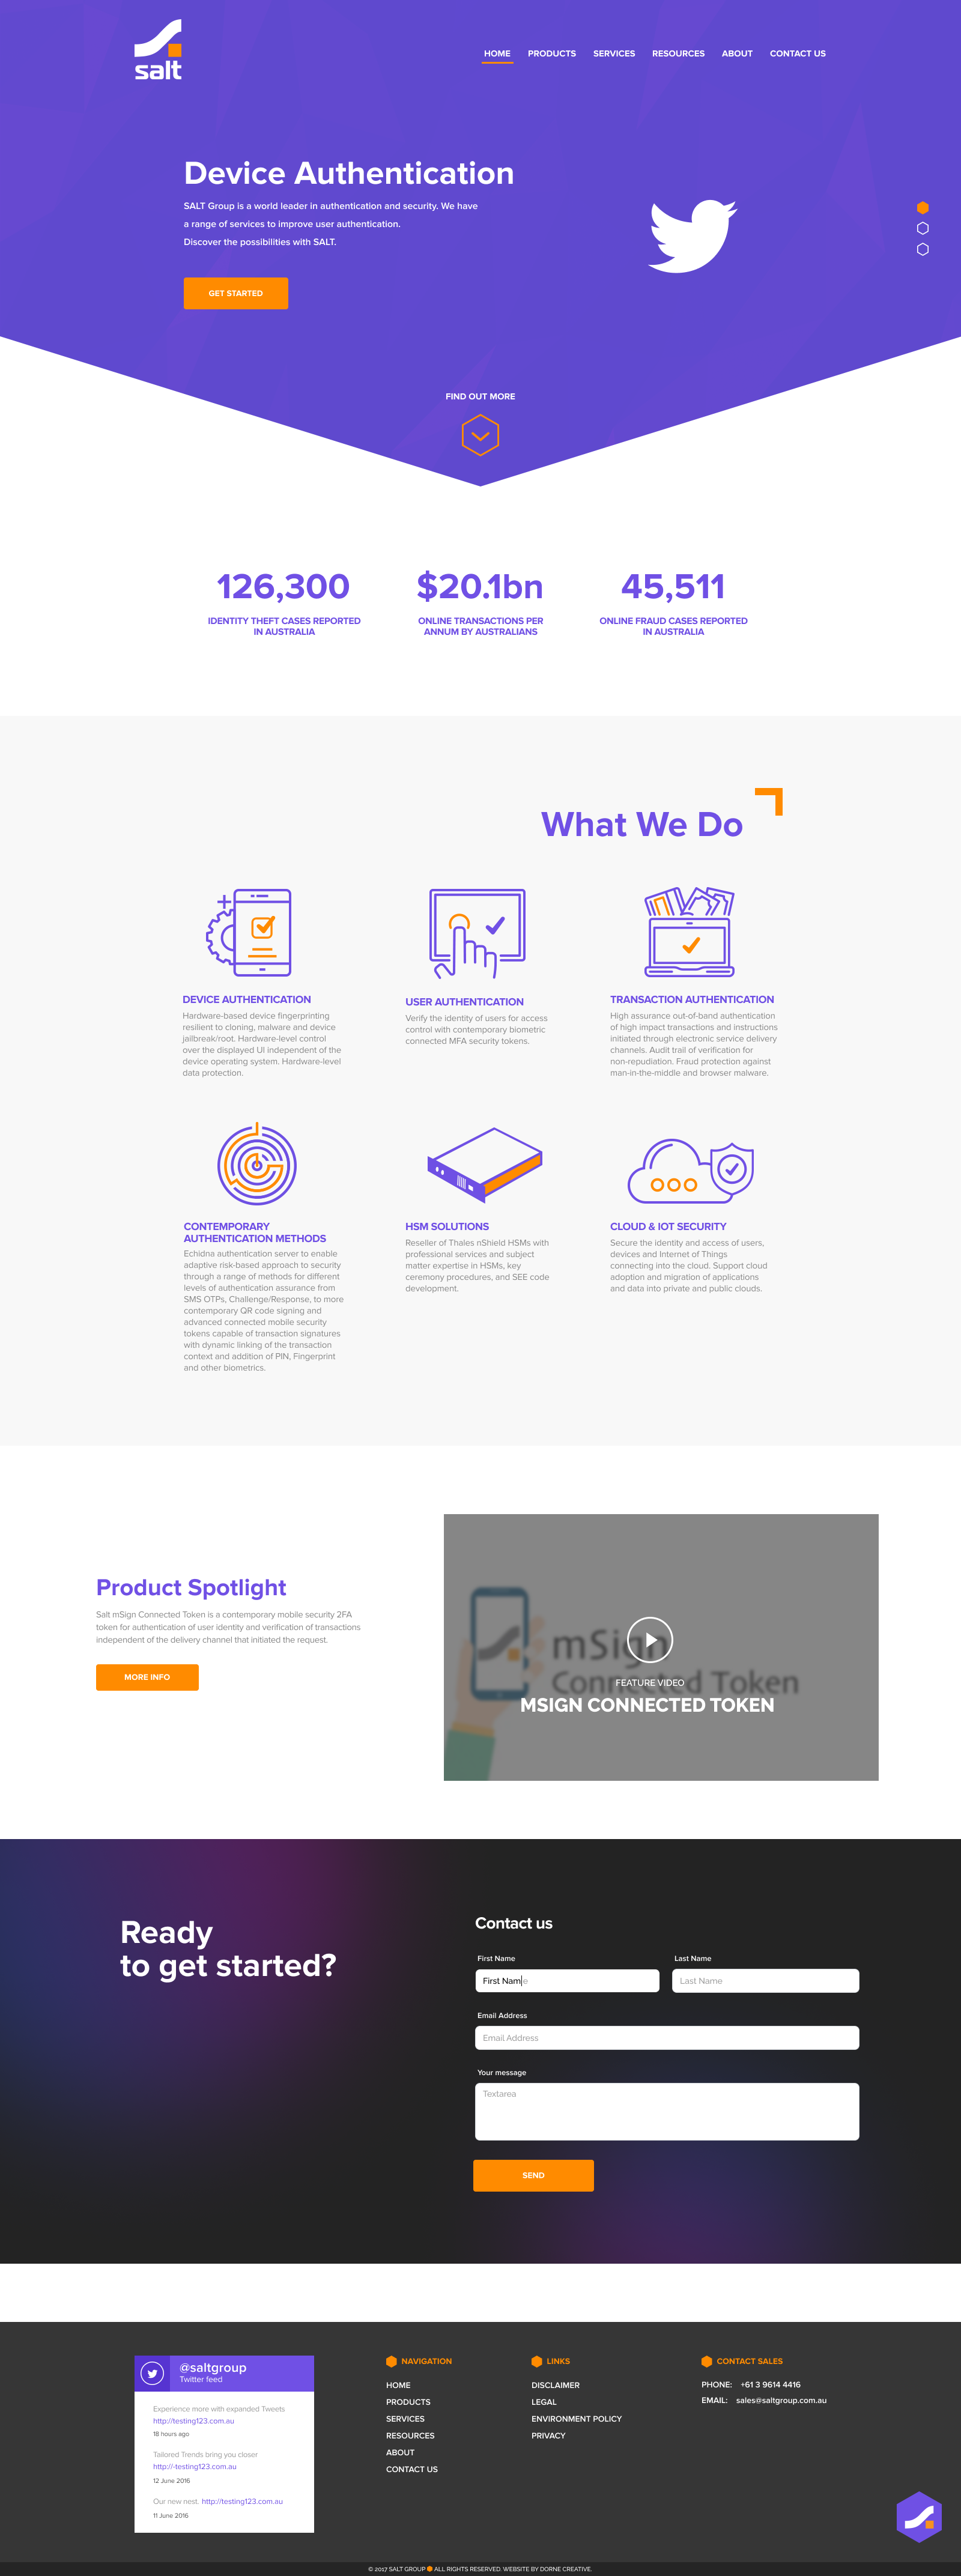 salt
HOME PRODUCTS SERVICES RESOURCES ABOUT CONTACT US
Device Authentication
SALT Group is a world leader in authentication and security. We have
a range of services to improve user authentication.
Discover the possibilities with SALT.
GET STARTED
FIND OUT MORE
126,300
IDENTITY THEFT CASES REPORTED
IN AUSTRALIA
$20.1bn
ONLINE TRANSACTIONS PER
ANNUM BY AUSTRALIANS
45,511
ONLINE FRAUD CASES REPORTED
IN AUSTRALIA
What We Do
DEVICE AUTHENTICATION
Hardware-based device fingerprinting
resilient to cloning, malware and device
jailbreak/root. Hardware-level control
over the displayed UI independent of the
device operating system. Hardware-level
data protection.
USER AUTHENTICATION
Verify the identity of users for access
control with contemporary biometric
connected MFA security tokens.
TRANSACTION AUTHENTICATION
High assurance out-of-band authentication
of high impact transactions and instructions
initiated through electronic service delivery
channels. Audit trail of verification for
non-repudiation. Fraud protection against
man-in-the-middle and browser malware.
CONTEMPORARY
AUTHENTICATION METHODS
Echidna authentication server to enable
adaptive risk-based approach to security
through a range of methods for different
levels of authentication assurance from
SMS OTPs, Challenge/Response, to more
contemporary QR code signing and
advanced connected mobile security
tokens capable of transaction signatures
with dynamic linking of the transaction
context and addition of PIN, Fingerprint
and other biometrics.
HSM SOLUTIONS
Reseller of Thales nShield HSMs with
professional services and subject
matter expertise in HSMs, key
ceremony procedures, and SEE code
development.
CLOUD & IOT SECURITY
Secure the identity and access of users,
devices and Internet of Things
connecting into the cloud. Support cloud
adoption and migration of applications
and data into private and public clouds.
Product Spotlight
Salt mSign Connected Token is a contemporary mobile security 2FA
token for authentication of user identity and verification of transactions
independent of the delivery channel that initiated the request.
MORE INFO
mSign
Connected Token
FEATURE VIDEO
MSIGN CONNECTED TOKEN
Ready
to get started?
Contact us
First Name
First Name
Last Name
Last Name
Email Address
Email Address
Your message
Textarea
SEND
@saltgroup
Twitter feed
Experience more with expanded Tweets
http://testing123.com.au
18 hours ago
Tailored Trends bring you closer
http://-testing123.com.au
12 June 2016
Our new nest. http://testing123.com.au
11 June 2016
NAVIGATION
HOME
PRODUCTS
SERVICES
RESOURCES
ABOUT
CONTACT US
LINKS
DISCLAIMER
LEGAL
ENVIRONMENT POLICY
PRIVACY
CONTACT SALES
PHONE: +61 3 9614 4416
EMAIL: sales@saltgroup.com.au
© 2017 SALT GROUP ALL RIGHTS RESERVED. WEBSITE BY DORNE CREATIVE.